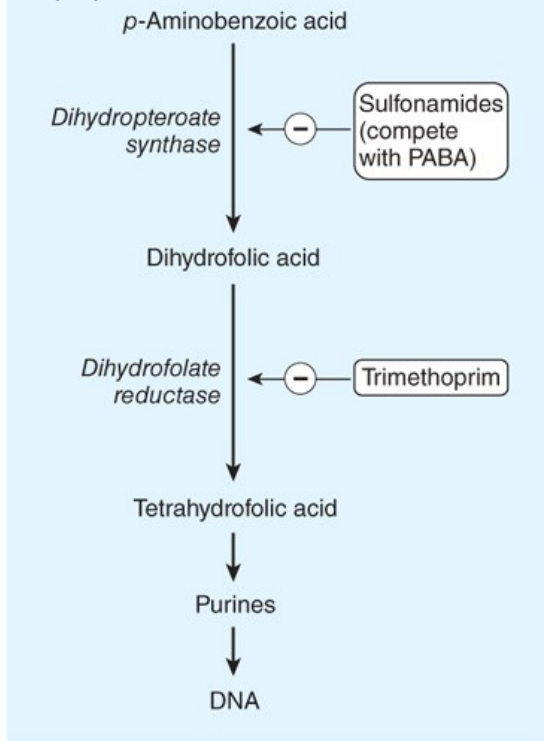 p-Aminobenzoic acid
Dihydropteroate
synthase
−
Sulfonamides
(compete
with PABA)
Dihydrofolic acid
Dihydrofolate
reductase
−
Trimethoprim
Tetrahydrofolic acid
Purines
DNA